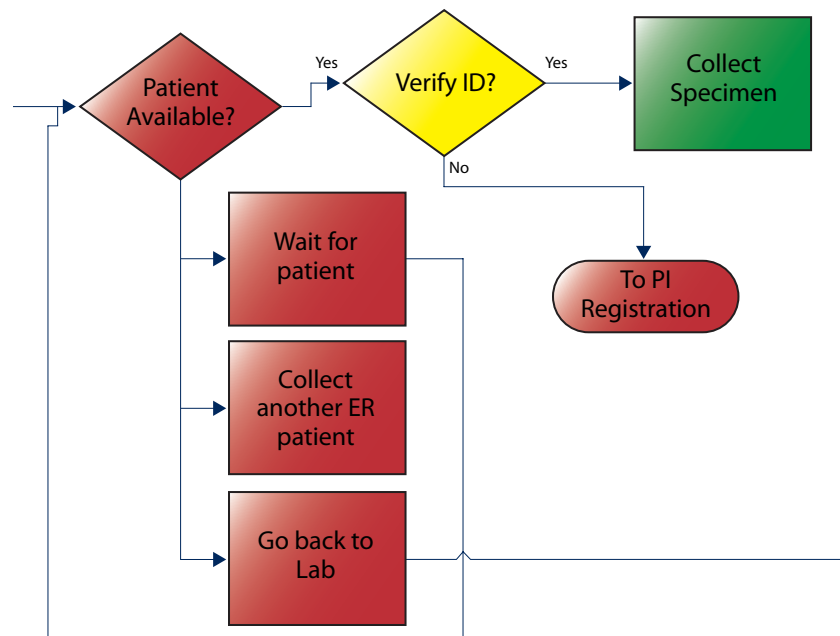 Patient
Available?
Yes
Verify ID?
Yes
Collect
Specimen
No
To PI
Registration
Wait for
patient
Collect
another ER
patient
Go back to
Lab